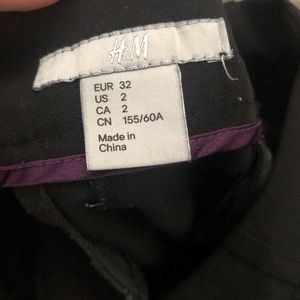 H&M
EUR 32
US 2
CA 2
CN 155/60A
Made in
China